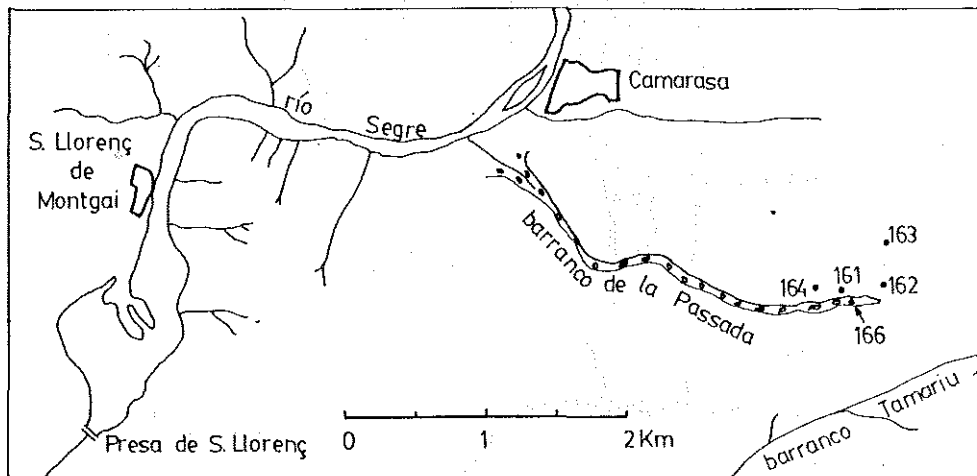 Camarasa
río
Segre
S. Llorenç
de
Montgai
barranco de la Passada
163
164
161
162
166
Tamariu
barranco
Presa de S. Llorenç
0 1 2 Km